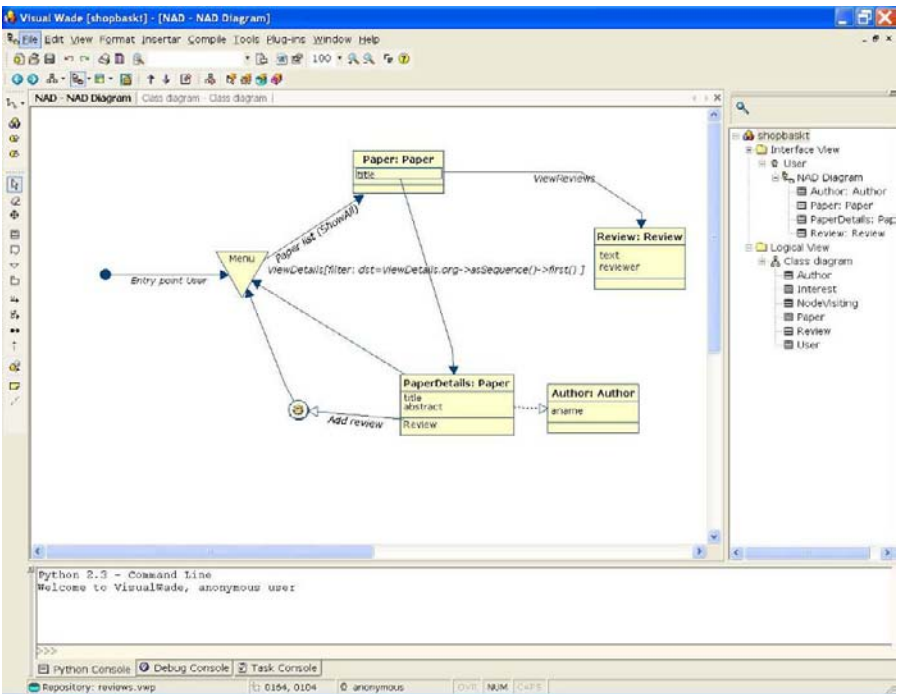 Visual Wade [shopbaskt] - [NAD - NAD Diagram]
File Edit View Format Insertar Compile Tools Plug-ins Window Help
100
NAD - NAD Diagram Class diagram - Class diagram
Paper: Paper
title
ViewReviews
Review: Review
text
reviewer
Paper list (ShowAll)
Menu
ViewDetails[filter: dst=ViewDetails.org->asSequence()->first() ]
Entry point User
PaperDetails: Paper
title
abstract
Review
Author: Author
aname
Add review
shopbaskt
Interface View
User
NAD Diagram
Author: Author
Paper: Paper
PaperDetails: Pap
Review: Review
Logical View
Class diagram
Author
Interest
NodeVisiting
Paper
Review
User
Python 2.3 - Command Line
Welcome to VisualWade, anonymous user
>>>
Python Console Debug Console Task Console
Repository: reviews.vwp 0164, 0104 anonymous OVR NUM CAPS